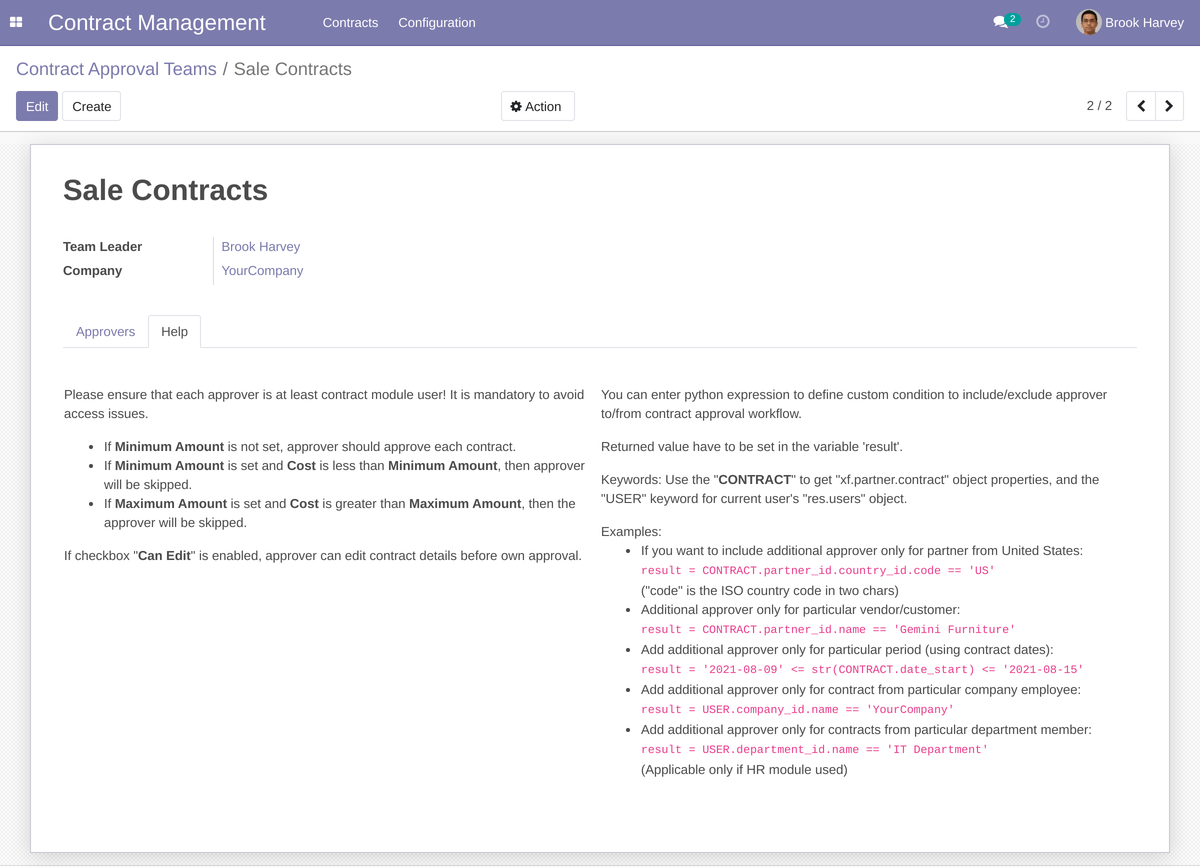 Contract Management
Contracts
Configuration
2
Brook Harvey
Contract Approval Teams / Sale Contracts
Edit
Create
Action
2 / 2
Sale Contracts
Team Leader
Brook Harvey
Company
YourCompany
Approvers
Help
Please ensure that each approver is at least contract module user! It is mandatory to avoid
access issues.
• If Minimum Amount is not set, approver should approve each contract.
• If Minimum Amount is set and Cost is less than Minimum Amount, then approver
will be skipped.
• If Maximum Amount is set and Cost is greater than Maximum Amount, then the
approver will be skipped.
If checkbox "Can Edit" is enabled, approver can edit contract details before own approval.
You can enter python expression to define custom condition to include/exclude approver
to/from contract approval workflow.
Returned value have to be set in the variable 'result'.
Keywords: Use the "CONTRACT" to get "xf.partner.contract" object properties, and the
"USER" keyword for current user's "res.users" object.
Examples:
• If you want to include additional approver only for partner from United States:
result = CONTRACT.partner_id.country_id.code == 'US'
("code" is the ISO country code in two chars)
• Additional approver only for particular vendor/customer:
result = CONTRACT.partner_id.name == 'Gemini Furniture'
• Add additional approver only for particular period (using contract dates):
result = '2021-08-09' <= str(CONTRACT.date_start) <= '2021-08-15'
• Add additional approver only for contract from particular company employee:
result = USER.company_id.name == 'YourCompany'
• Add additional approver only for contracts from particular department member:
result = USER.department_id.name == 'IT Department'
(Applicable only if HR module used)